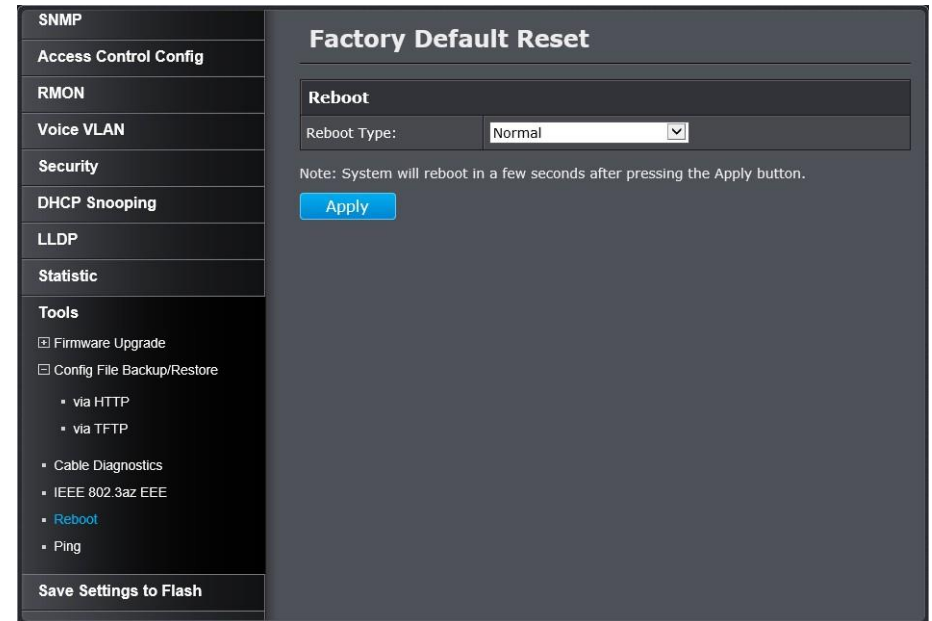 SNMP
Access Control Config
RMON
Voice VLAN
Security
DHCP Snooping
LLDP
Statistic
Tools
Firmware Upgrade
Config File Backup/Restore
via HTTP
via TFTP
Cable Diagnostics
IEEE 802.3az EEE
Reboot
Ping
Save Settings to Flash
Factory Default Reset
Reboot
Reboot Type: Normal
Note: System will reboot in a few seconds after pressing the Apply button.
Apply